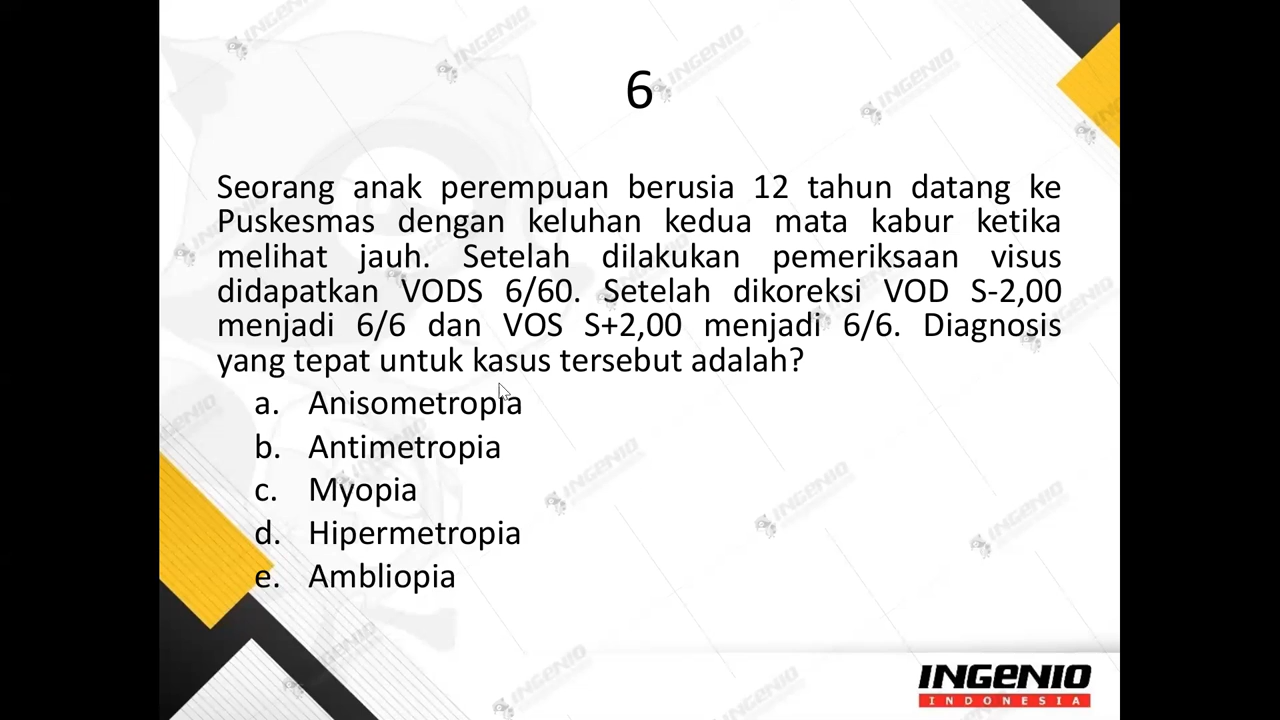 6
Seorang anak perempuan berusia 12 tahun datang ke
Puskesmas dengan keluhan kedua mata kabur ketika
melihat jauh. Setelah dilakukan pemeriksaan visus
didapatkan VODS 6/60. Setelah dikoreksi VOD S-2,00
menjadi 6/6 dan VOS S+2,00 menjadi 6/6. Diagnosis
yang tepat untuk kasus tersebut adalah?
a. Anisometropia
b. Antimetropia
c. Myopia
d. Hipermetropia
e. Ambliopia
INGENIO
INDONESIA